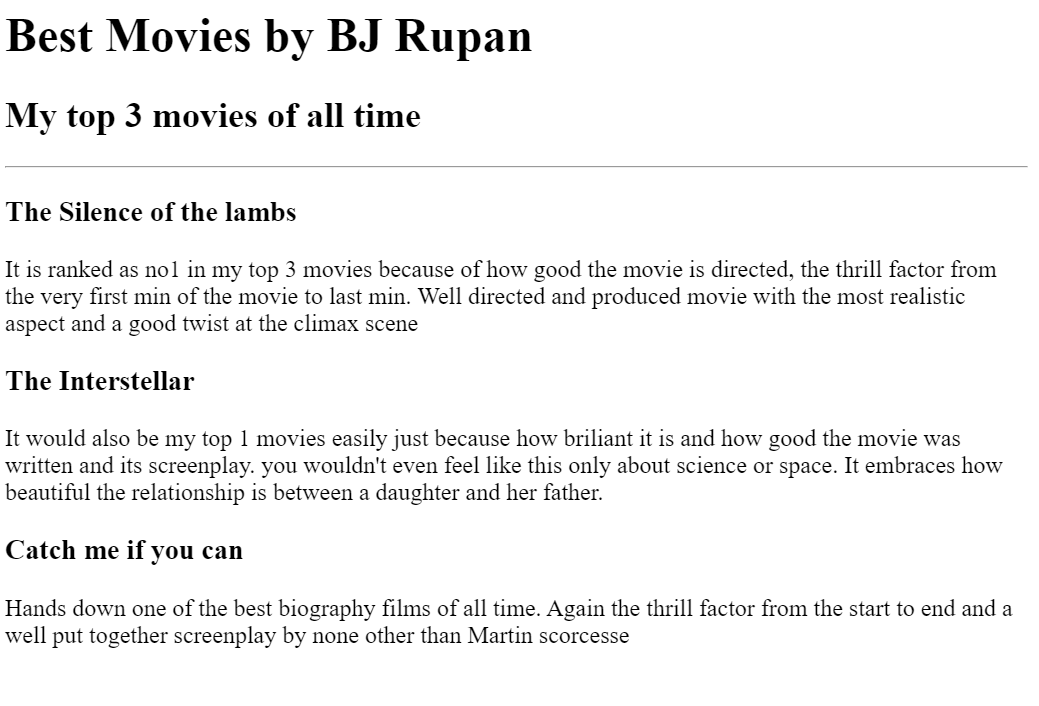 Best Movies by BJ Rupan
My top 3 movies of all time
The Silence of the lambs
It is ranked as no1 in my top 3 movies because of how good the movie is directed, the thrill factor from
the very first min of the movie to last min. Well directed and produced movie with the most realistic
aspect and a good twist at the climax scene
The Interstellar
It would also be my top 1 movies easily just because how briliant it is and how good the movie was
written and its screenplay. you wouldn't even feel like this only about science or space. It embraces how
beautiful the relationship is between a daughter and her father.
Catch me if you can
Hands down one of the best biography films of all time. Again the thrill factor from the start to end and a
well put together screenplay by none other than Martin scorcesse